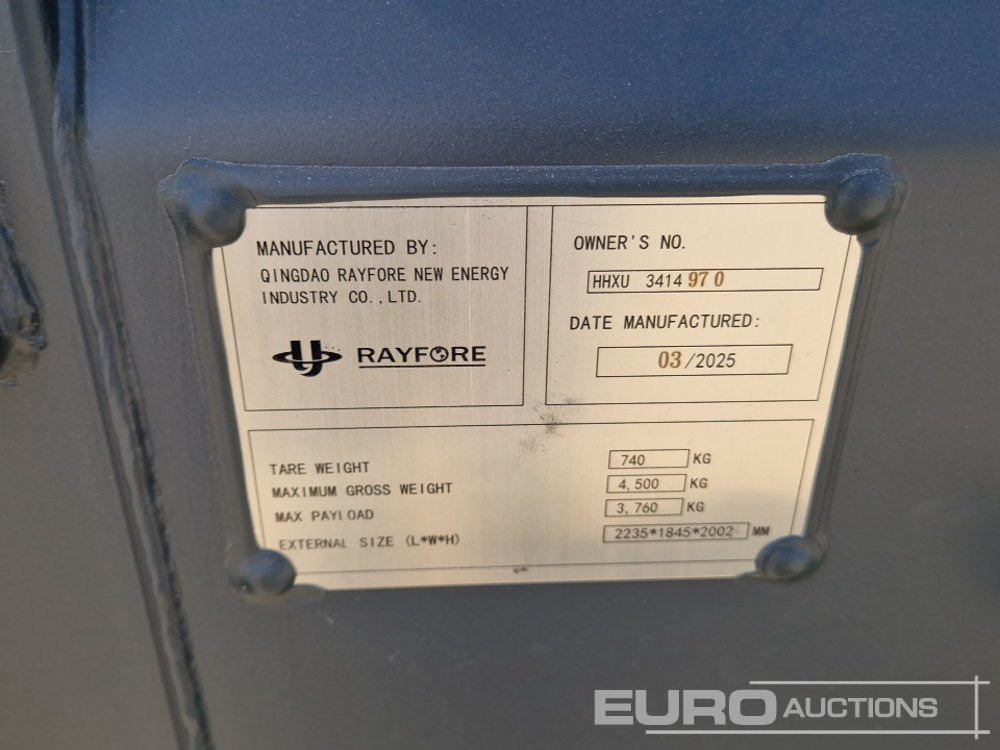 MANUFACTURED BY:
QINGDAO RAYFORE NEW ENERGY
INDUSTRY CO.,LTD.
RAYFORE
OWNER'S NO.
HHXU 3414 97 0
DATE MANUFACTURED:
03/2025
TARE WEIGHT 740 KG
MAXIMUM GROSS WEIGHT 4,500 KG
MAX PAYLOAD 3,760 KG
EXTERNAL SIZE (L*W*H) 2235*1845*2002 MM
EURO AUCTIONS